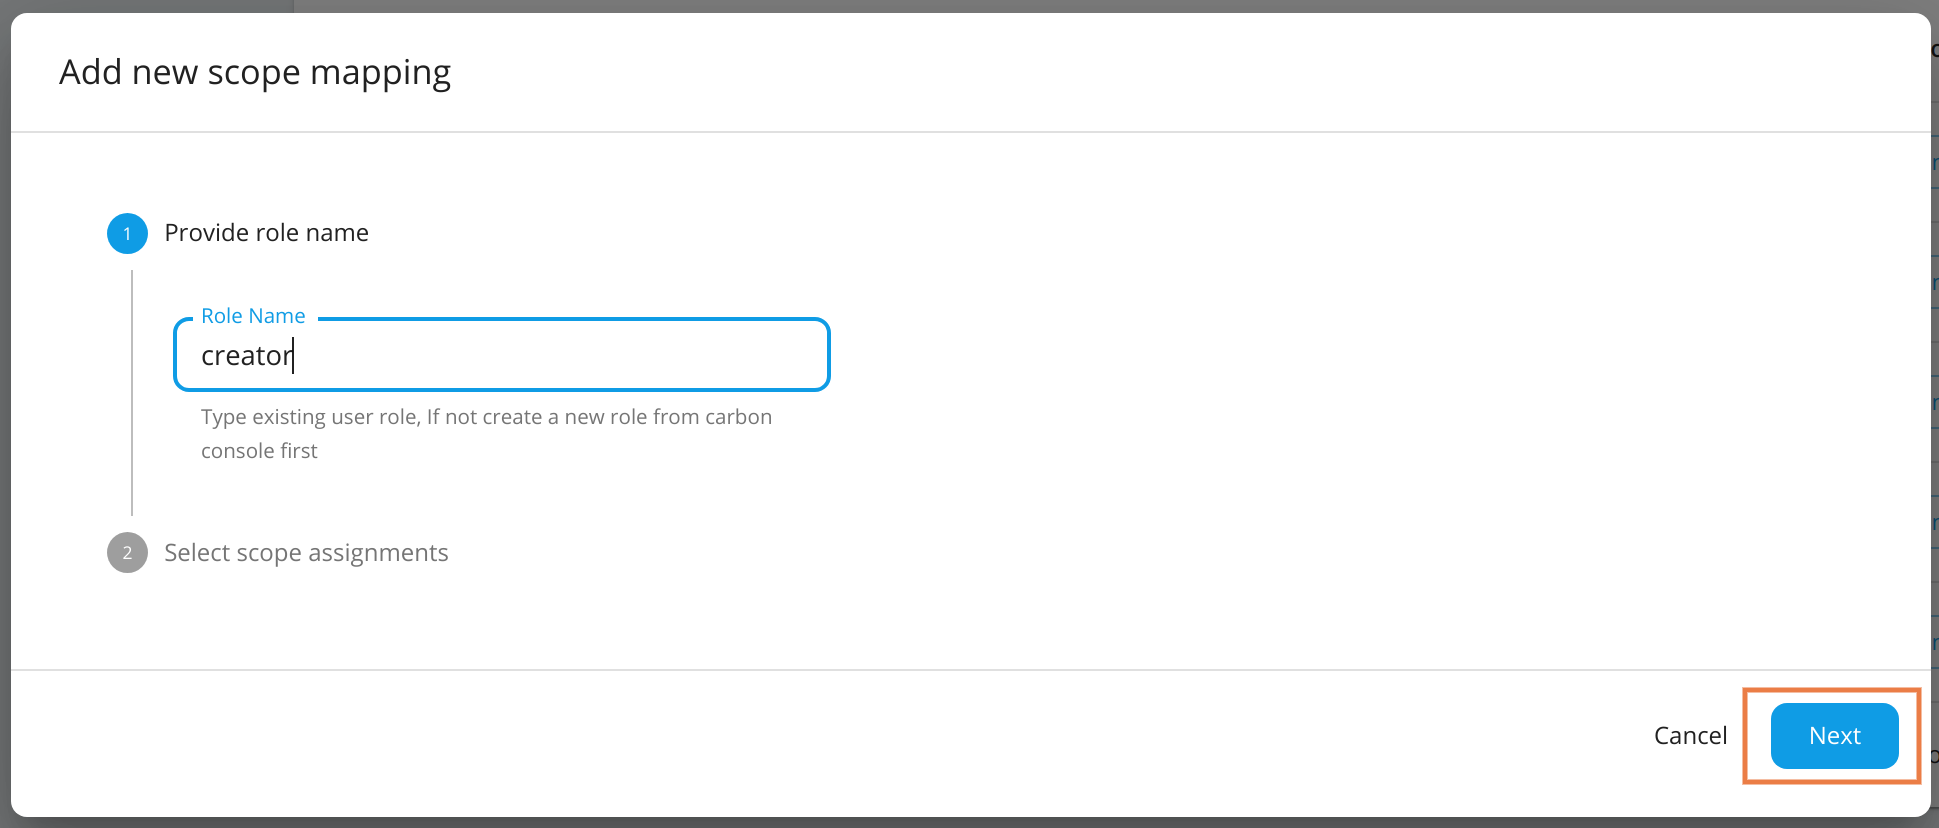 Add new scope mapping
1 Provide role name
Role Name
creator
Type existing user role, If not create a new role from carbon
console first
2 Select scope assignments
Cancel Next